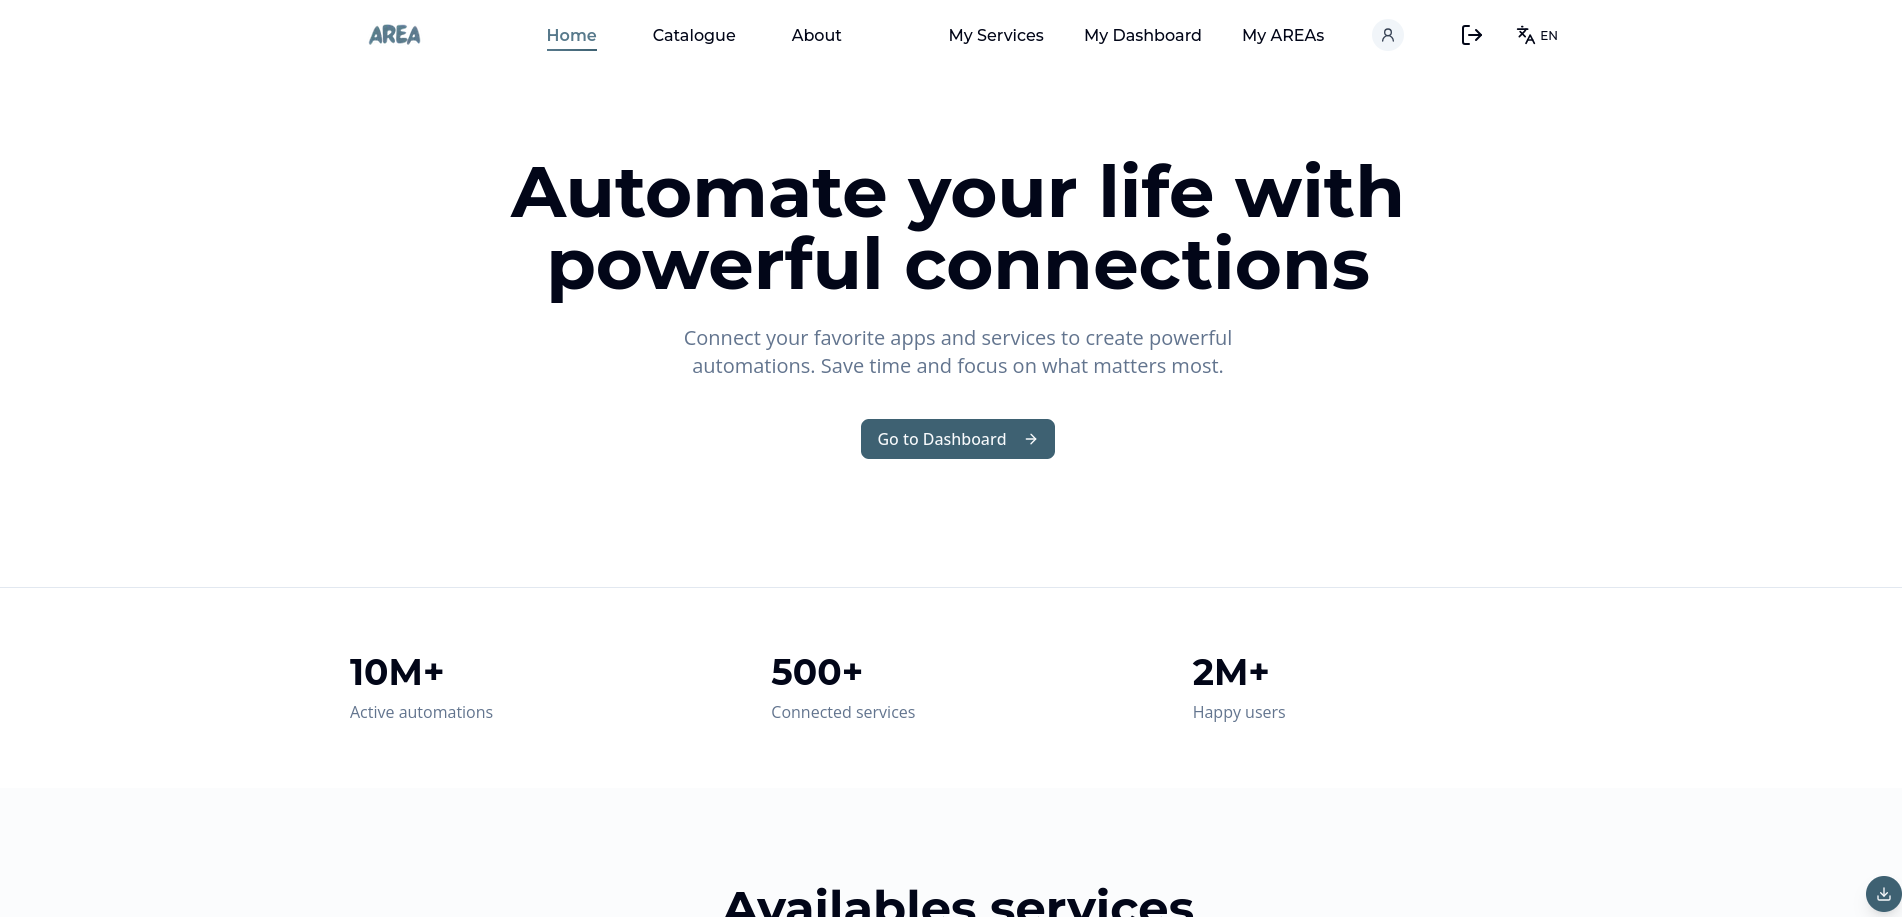 AREA
Home
Catalogue
About
My Services
My Dashboard
My AREAs
EN
Automate your life with
powerful connections
Connect your favorite apps and services to create powerful
automations. Save time and focus on what matters most.
Go to Dashboard
10M+
Active automations
500+
Connected services
2M+
Happy users
Availables services